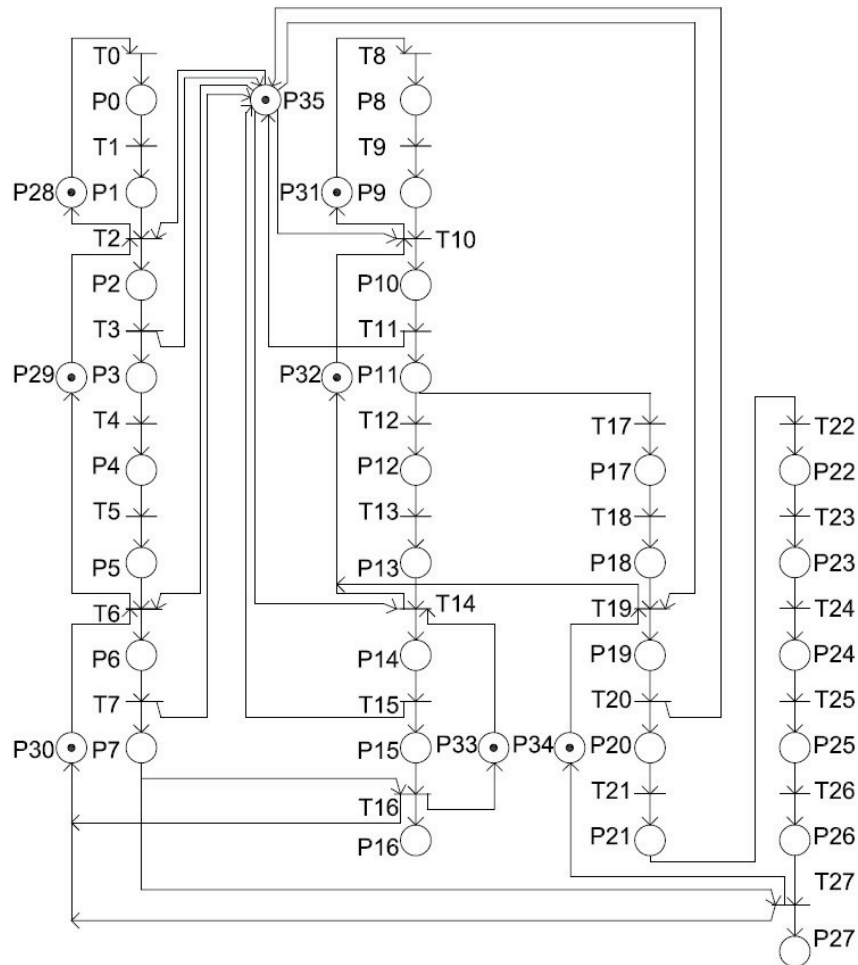 T0 T8
P0 P35 P8
T1 T9
P28 P1 P31 P9
T2 T10
P2 P10
T3 T11
P29 P3 P32 P11
T4 T12 T17 T22
P4 P12 P17 P22
T5 T13 T18 T23
P5 P13 P18 P23
T6 T14 T19 T24
P6 P14 P19 P24
T7 T15 T20 T25
P30 P7 P15 P33 P34 P20 P25
T16 T21 T26
P16 P21 P26
T27
P27